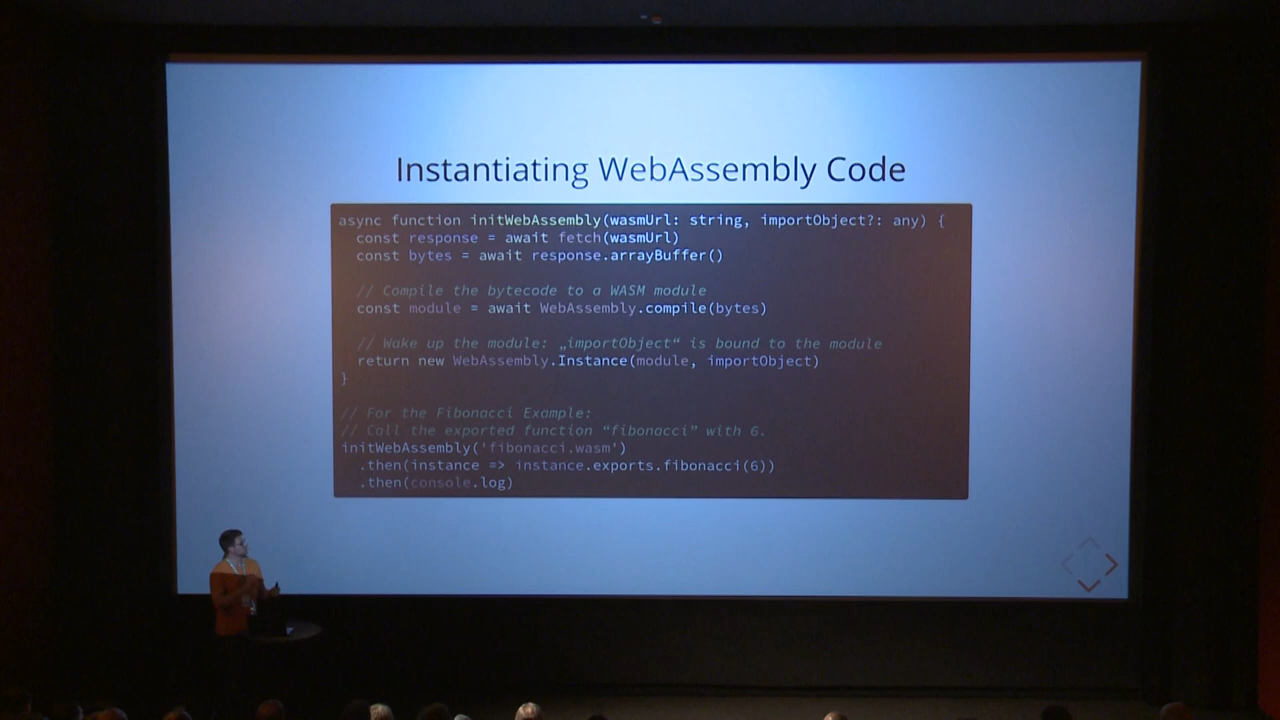 Instantiating WebAssembly Code
async function initWebAssembly(wasmUrl: string, importObject?: any) {
const response = await fetch(wasmUrl)
const bytes = await response.arrayBuffer()
// Compile the bytecode to a WASM module
const module = await WebAssembly.compile(bytes)
// Wake up the module: „importObject“ is bound to the module
return new WebAssembly.Instance(module, importObject)
}
// For the Fibonacci Example:
// Call the exported function “fibonacci” with 6.
initWebAssembly('fibonacci.wasm')
.then(instance => instance.exports.fibonacci(6))
.then(console.log)